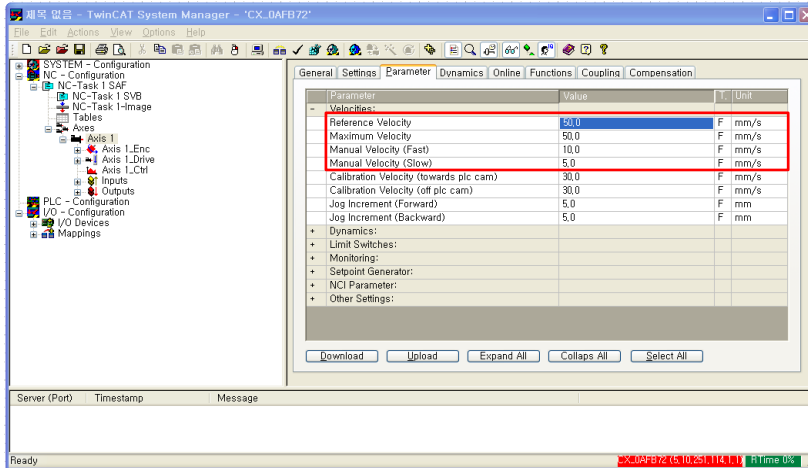 제목 없음 - TwinCAT System Manager - 'CX_0AFB72'
File Edit Actions View Options Help
SYSTEM - Configuration
NC - Configuration
NC-Task 1 SAF
NC-Task 1 SVB
NC-Task 1-Image
Tables
Axes
Axis 1
Axis 1_Enc
Axis 1_Drive
Axis 1_Ctrl
Inputs
Outputs
PLC - Configuration
I/O - Configuration
I/O Devices
Mappings
General Settings Parameter Dynamics Online Functions Coupling Compensation
Parameter Value T. Unit
- Velocities:
Reference Velocity 50,0 F mm/s
Maximum Velocity 50,0 F mm/s
Manual Velocity (Fast) 10,0 F mm/s
Manual Velocity (Slow) 5,0 F mm/s
Calibration Velocity (towards plc cam) 30,0 F mm/s
Calibration Velocity (off plc cam) 30,0 F mm/s
Jog Increment (Forward) 5,0 F mm
Jog Increment (Backward) 5,0 F mm
+ Dynamics:
+ Limit Switches:
+ Monitoring:
+ Setpoint Generator:
+ NCI Parameter:
+ Other Settings:
Download Upload Expand All Collaps All Select All
Server (Port) Timestamp Message
Ready CX_0AFB72 (5,10,251,114,1,1) RTime 0%